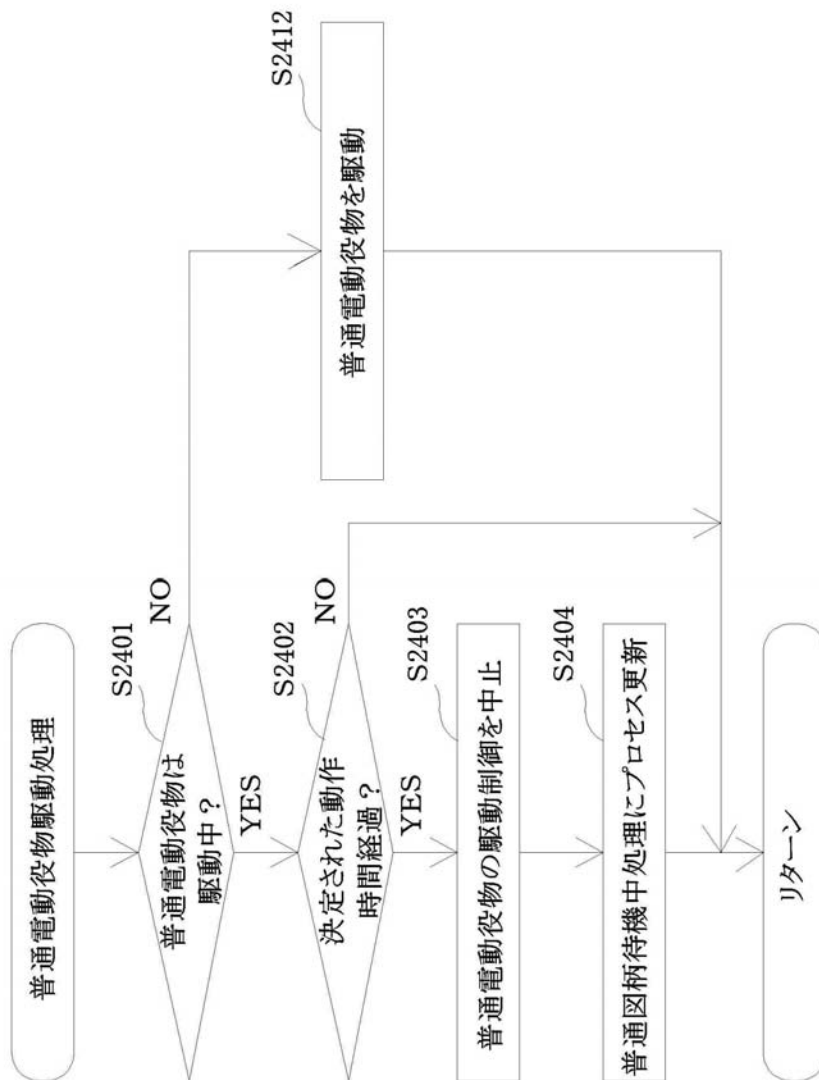 普通電動役物駆動処理
S2401
普通電動役物は
駆動中？
NO
YES
S2412
普通電動役物を駆動
S2402
決定された動作
時間経過？
NO
YES
S2403
普通電動役物の駆動制御を中止
S2404
普通図柄待機中処理にプロセス更新
リターン